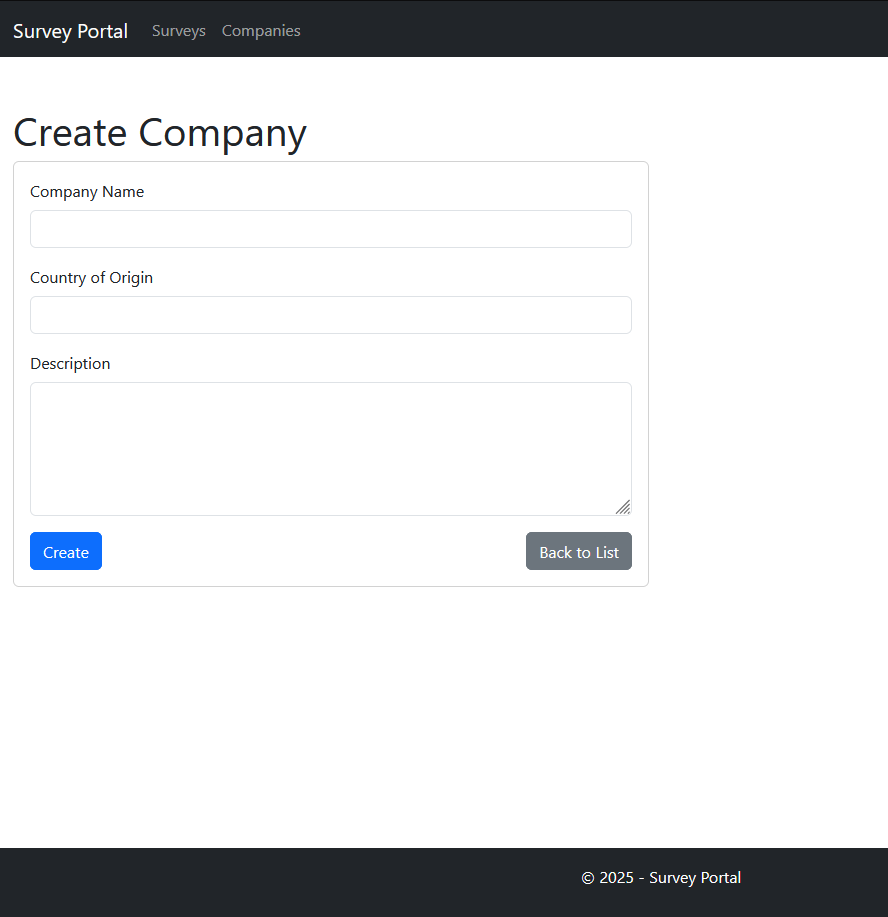 Survey Portal Surveys Companies
Create Company
Company Name
Country of Origin
Description
Create Back to List
© 2025 - Survey Portal